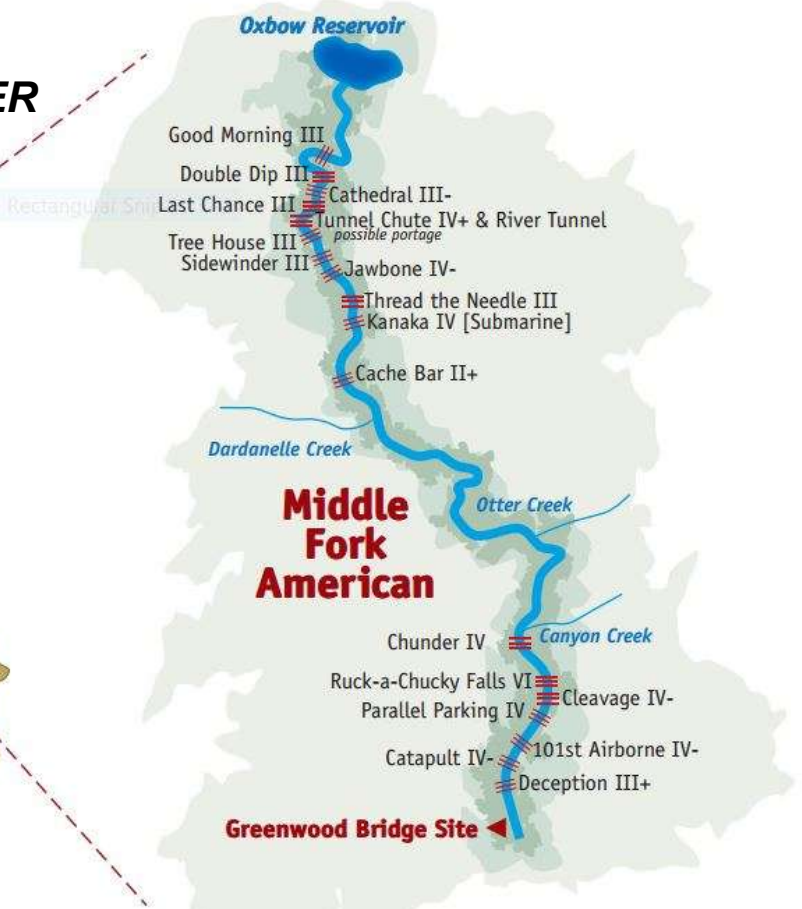 Oxbow Reservoir
ER
Good Morning III
Double Dip III
Cathedral III-
Rectangular Snip
Last Chance III
Tunnel Chute IV+ & River Tunnel
possible portage
Tree House III
Sidewinder III
Jawbone IV-
Thread the Needle III
Kanaka IV [Submarine]
Cache Bar II+
Dardanelle Creek
Middle
Fork
American
Otter Creek
Chunder IV
Canyon Creek
Ruck-a-Chucky Falls VI
Cleavage IV-
Parallel Parking IV
101st Airborne IV-
Catapult IV-
Deception III+
Greenwood Bridge Site